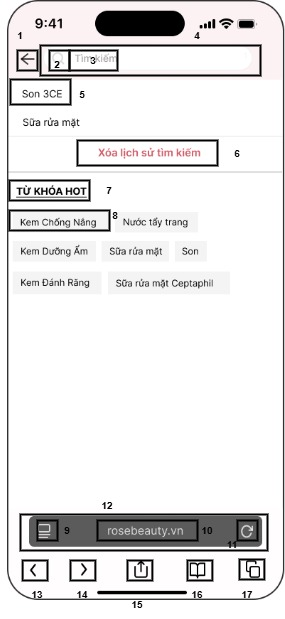 9:41
1
4
2
3
Tìm kiếm
Son 3CE
5
Sữa rửa mặt
Xóa lịch sử tìm kiếm
6
TỪ KHÓA HOT
7
8
Kem Chống Nắng
Nước tẩy trang
Kem Dưỡng Ẩm
Sữa rửa mặt
Son
Kem Đánh Răng
Sữa rửa mặt Ceptaphil
12
9
rosebeauty.vn
10
11
13
14
15
16
17